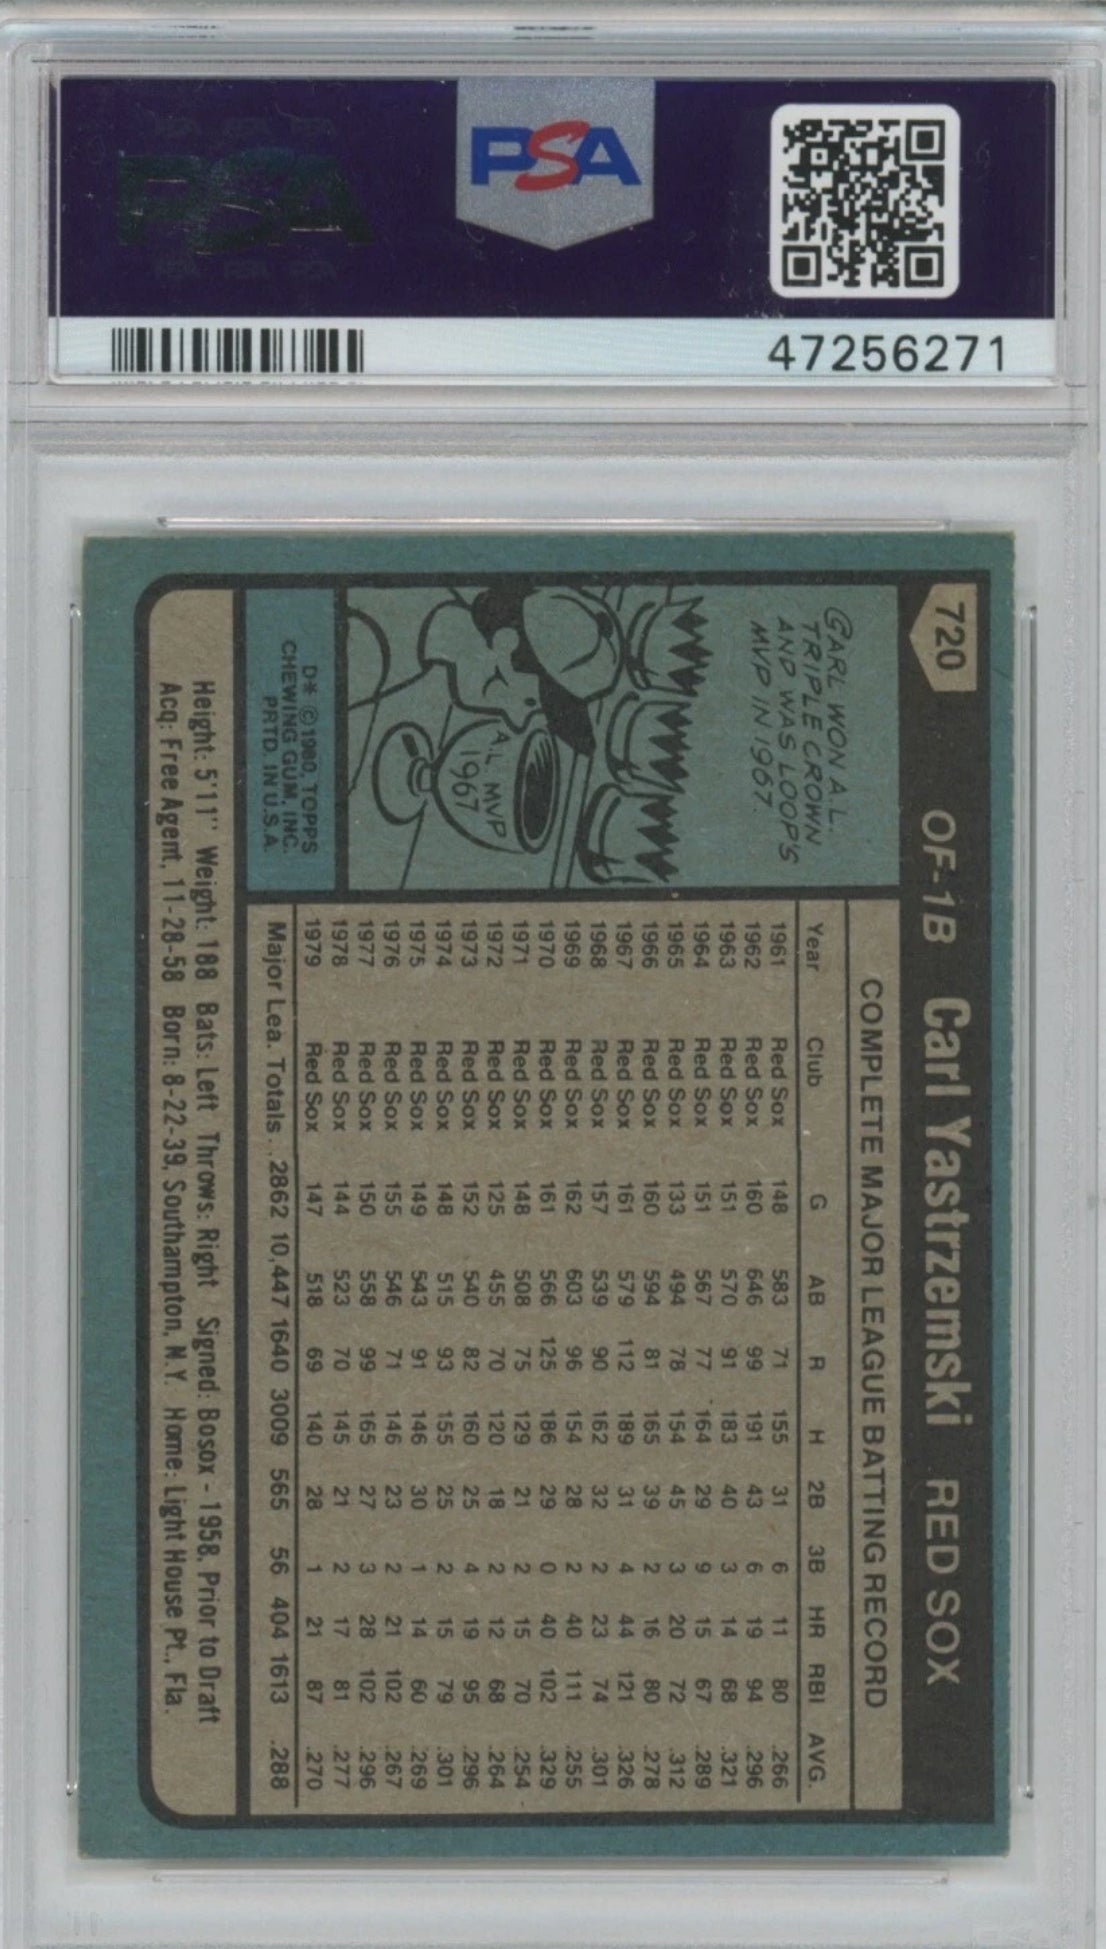 PSA
47256271
720 OF-1B Carl Yastrzemski RED SOX
CARL WON A.L.
TRIPLE CROWN
AND WAS LOOP'S
MVP IN 1967.
A.L. MVP
1967
D* ©1980, TOPPS
CHEWING GUM, INC.
PRTD. IN U.S.A.
COMPLETE MAJOR LEAGUE BATTING RECORD
Year Club G AB R H 2B 3B HR RBI AVG.
1961 Red Sox 148 583 71 155 31 6 11 80 .266
1962 Red Sox 160 646 99 191 43 6 19 94 .296
1963 Red Sox 151 570 91 183 40 3 14 68 .321
1964 Red Sox 151 567 77 164 29 9 15 67 .289
1965 Red Sox 133 494 78 154 45 3 20 72 .312
1966 Red Sox 160 594 81 165 39 2 16 80 .278
1967 Red Sox 161 579 112 189 31 4 44 121 .326
1968 Red Sox 157 539 90 162 32 2 23 74 .301
1969 Red Sox 162 603 96 154 28 2 40 111 .255
1970 Red Sox 161 566 125 186 29 0 40 102 .329
1971 Red Sox 148 508 75 129 21 2 15 70 .254
1972 Red Sox 125 455 70 120 18 2 12 68 .264
1973 Red Sox 152 540 82 160 25 4 19 95 .296
1974 Red Sox 148 515 93 155 25 2 15 79 .301
1975 Red Sox 149 543 91 146 30 1 14 60 .269
1976 Red Sox 155 546 71 146 23 2 21 102 .267
1977 Red Sox 150 558 99 165 27 3 28 102 .296
1978 Red Sox 144 523 70 145 21 2 17 81 .277
1979 Red Sox 147 518 69 140 28 1 21 87 .270
Major Lea. Totals . . 2862 10,447 1640 3009 565 56 404 1613 .288
Height: 5'11" Weight: 188 Bats: Left Throws: Right Signed: Bosox - 1958, Prior to Draft
Acq: Free Agent, 11-28-58 Born: 8-22-39, Southampton, N.Y. Home: Light House Pt., Fla.